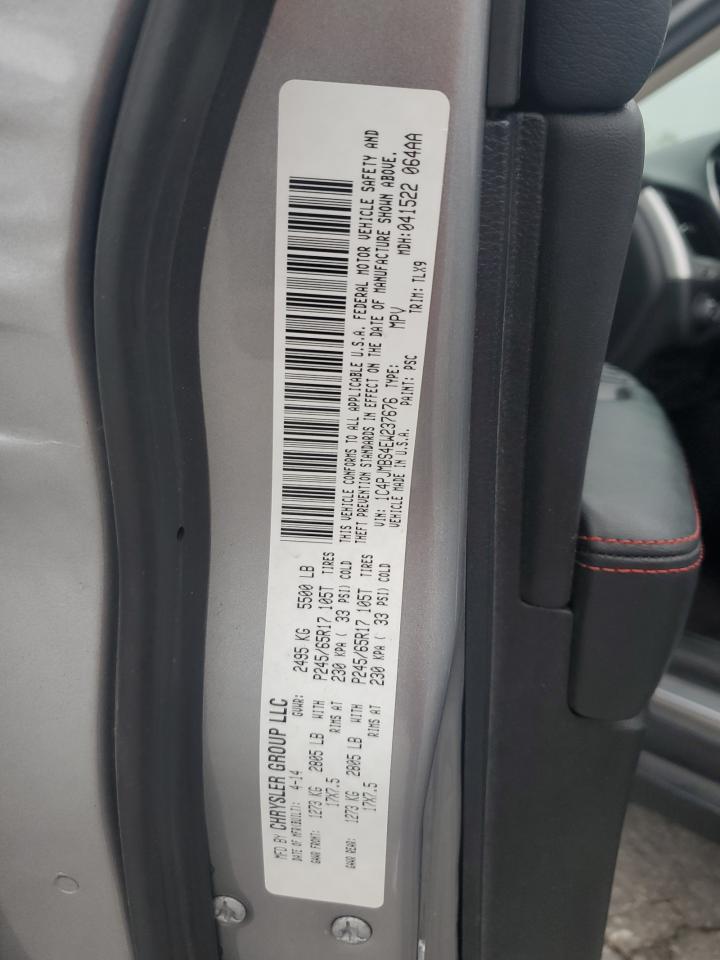 MFD BY CHRYSLER GROUP LLC
DATE OF MFR(BUILT): 4-14 GVWR: 2495 KG 5500 LB
GAWR FRONT: 1273 KG 2805 LB WITH P245/65R17 105T TIRES
17X7.5 RIMS AT 230 KPA ( 33 PSI) COLD
GAWR REAR: 1273 KG 2805 LB WITH P245/65R17 105T TIRES
17X7.5 RIMS AT 230 KPA ( 33 PSI) COLD
THIS VEHICLE CONFORMS TO ALL APPLICABLE U.S.A. FEDERAL MOTOR VEHICLE SAFETY AND
THEFT PREVENTION STANDARDS IN EFFECT ON THE DATE OF MANUFACTURE SHOWN ABOVE.
VIN: 1C4PJMBS4EW237676 TYPE: MPV MDH:041522 064AA
VEHICLE MADE IN U.S.A. PAINT: PSC TRIM: TLX9